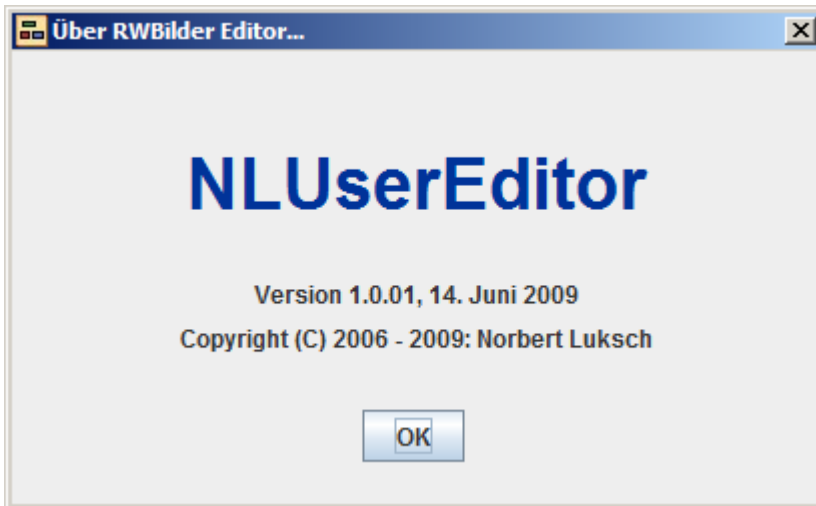 Über RWBilder Editor...
NLUserEditor
Version 1.0.01, 14. Juni 2009
Copyright (C) 2006 - 2009: Norbert Luksch
OK